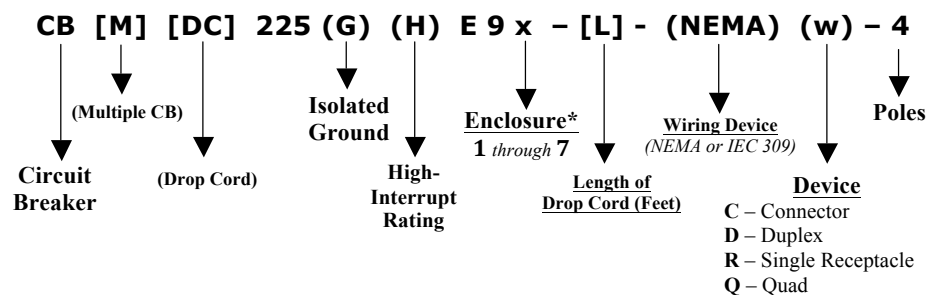 CB [M] [DC] 225 (G) (H) E 9 x – [L] - (NEMA) (w) – 4
(Multiple CB)
Circuit
Breaker
(Drop Cord)
Isolated
Ground
High-
Interrupt
Rating
Enclosure*
1 through 7
Length of
Drop Cord (Feet)
Wiring Device
(NEMA or IEC 309)
Device
C – Connector
D – Duplex
R – Single Receptacle
Q – Quad
Poles